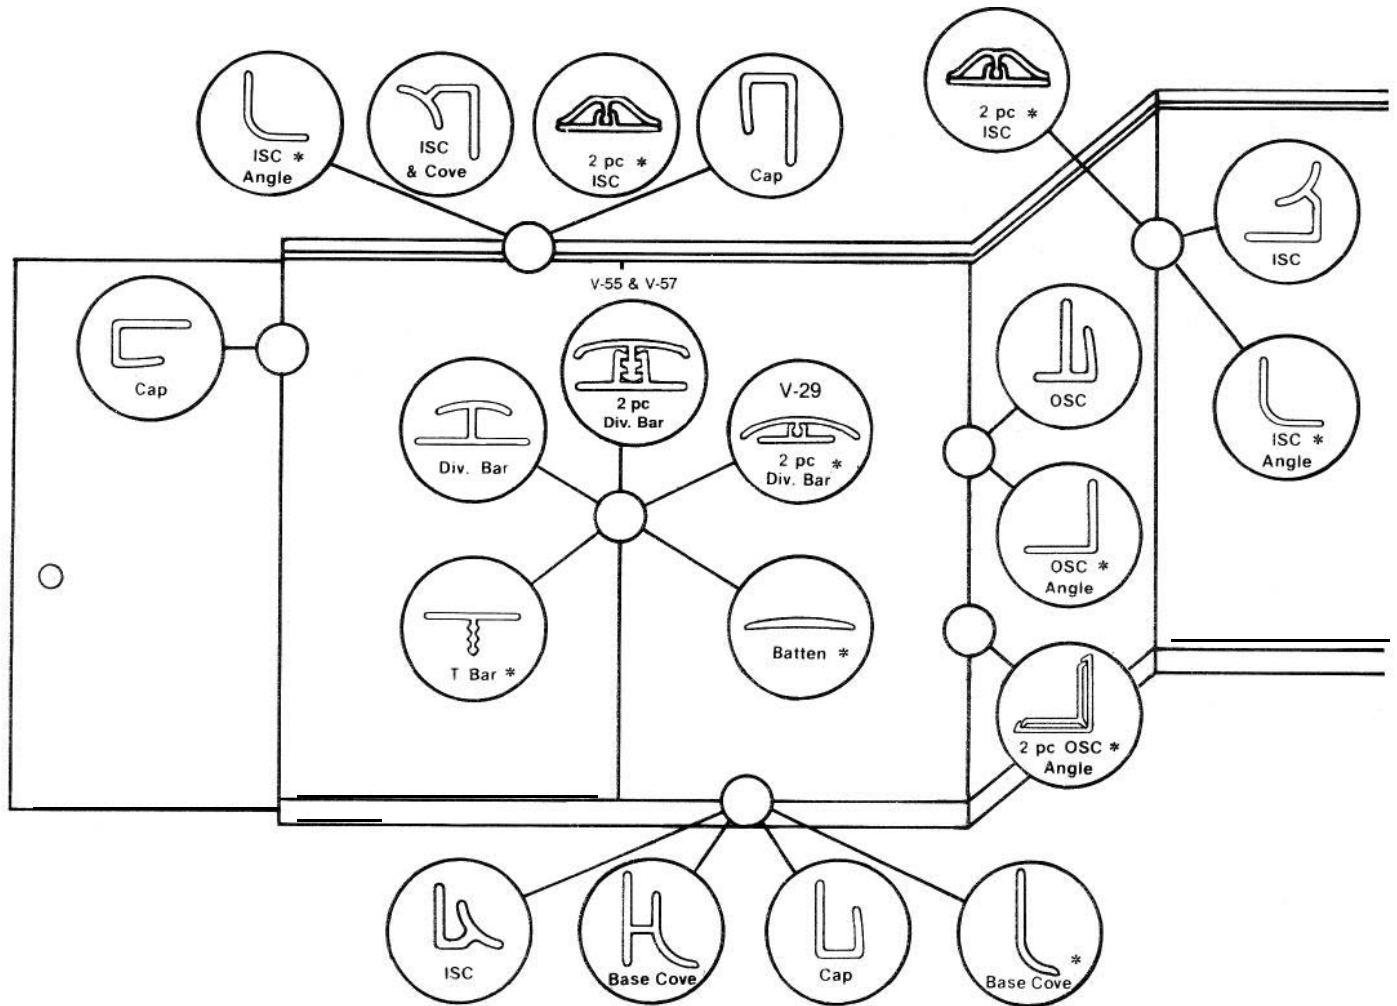 ISC *
Angle
ISC
& Cove
2 pc *
ISC
Cap
2 pc *
ISC
ISC
ISC *
Angle
V-55 & V-57
Cap
2 pc
Div. Bar
Div. Bar
V-29
2 pc *
Div. Bar
T Bar *
Batten *
OSC
OSC *
Angle
2 pc OSC *
Angle
ISC
Base Cove
Cap
*
Base Cove